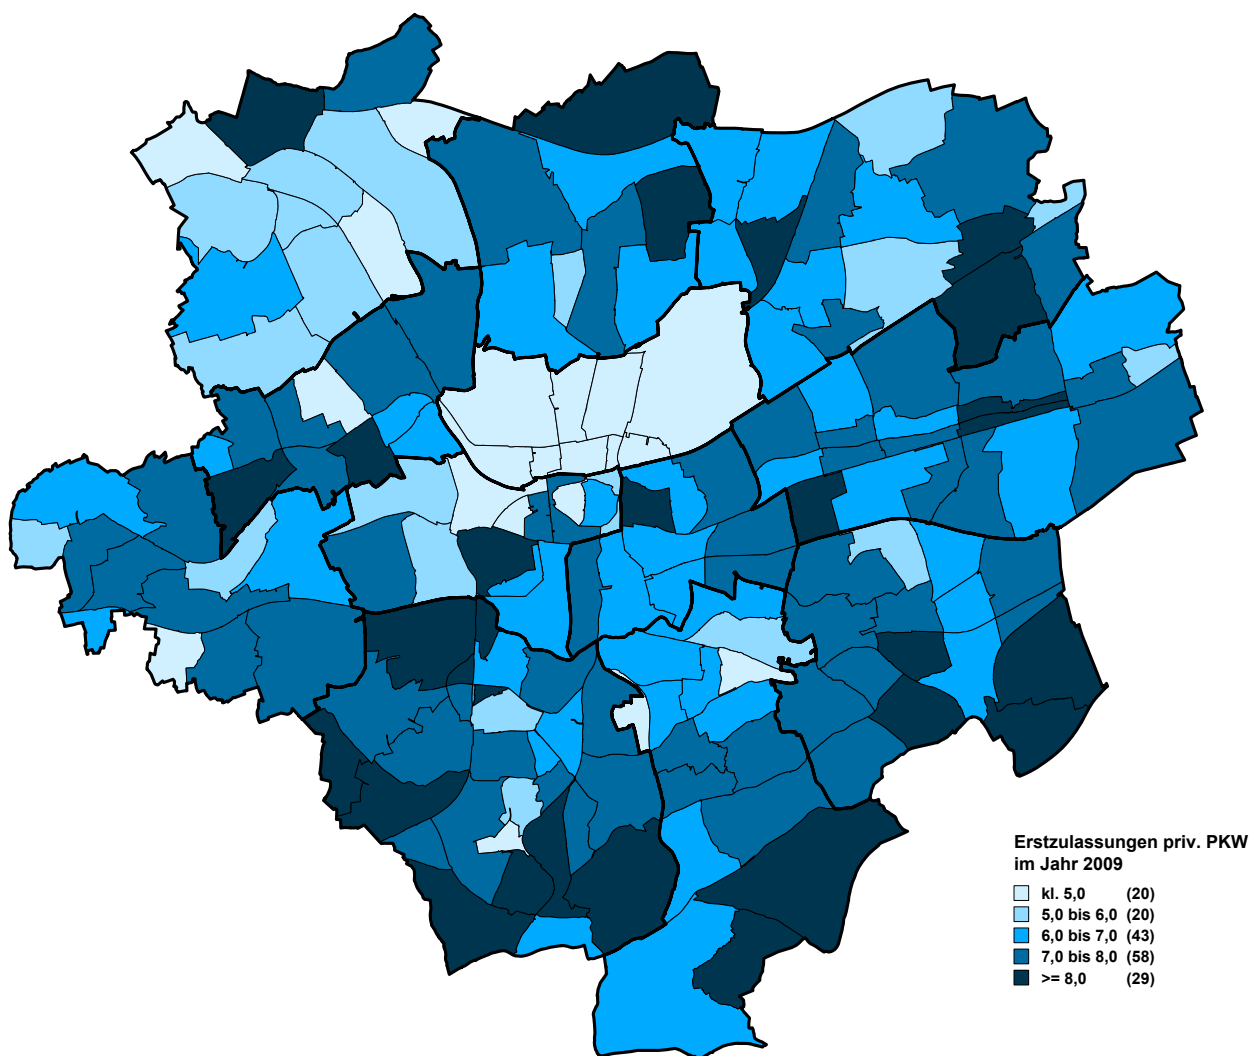 Erstzulassungen priv. PKW
im Jahr 2009
kl. 5,0 (20)
5,0 bis 6,0 (20)
6,0 bis 7,0 (43)
7,0 bis 8,0 (58)
>= 8,0 (29)